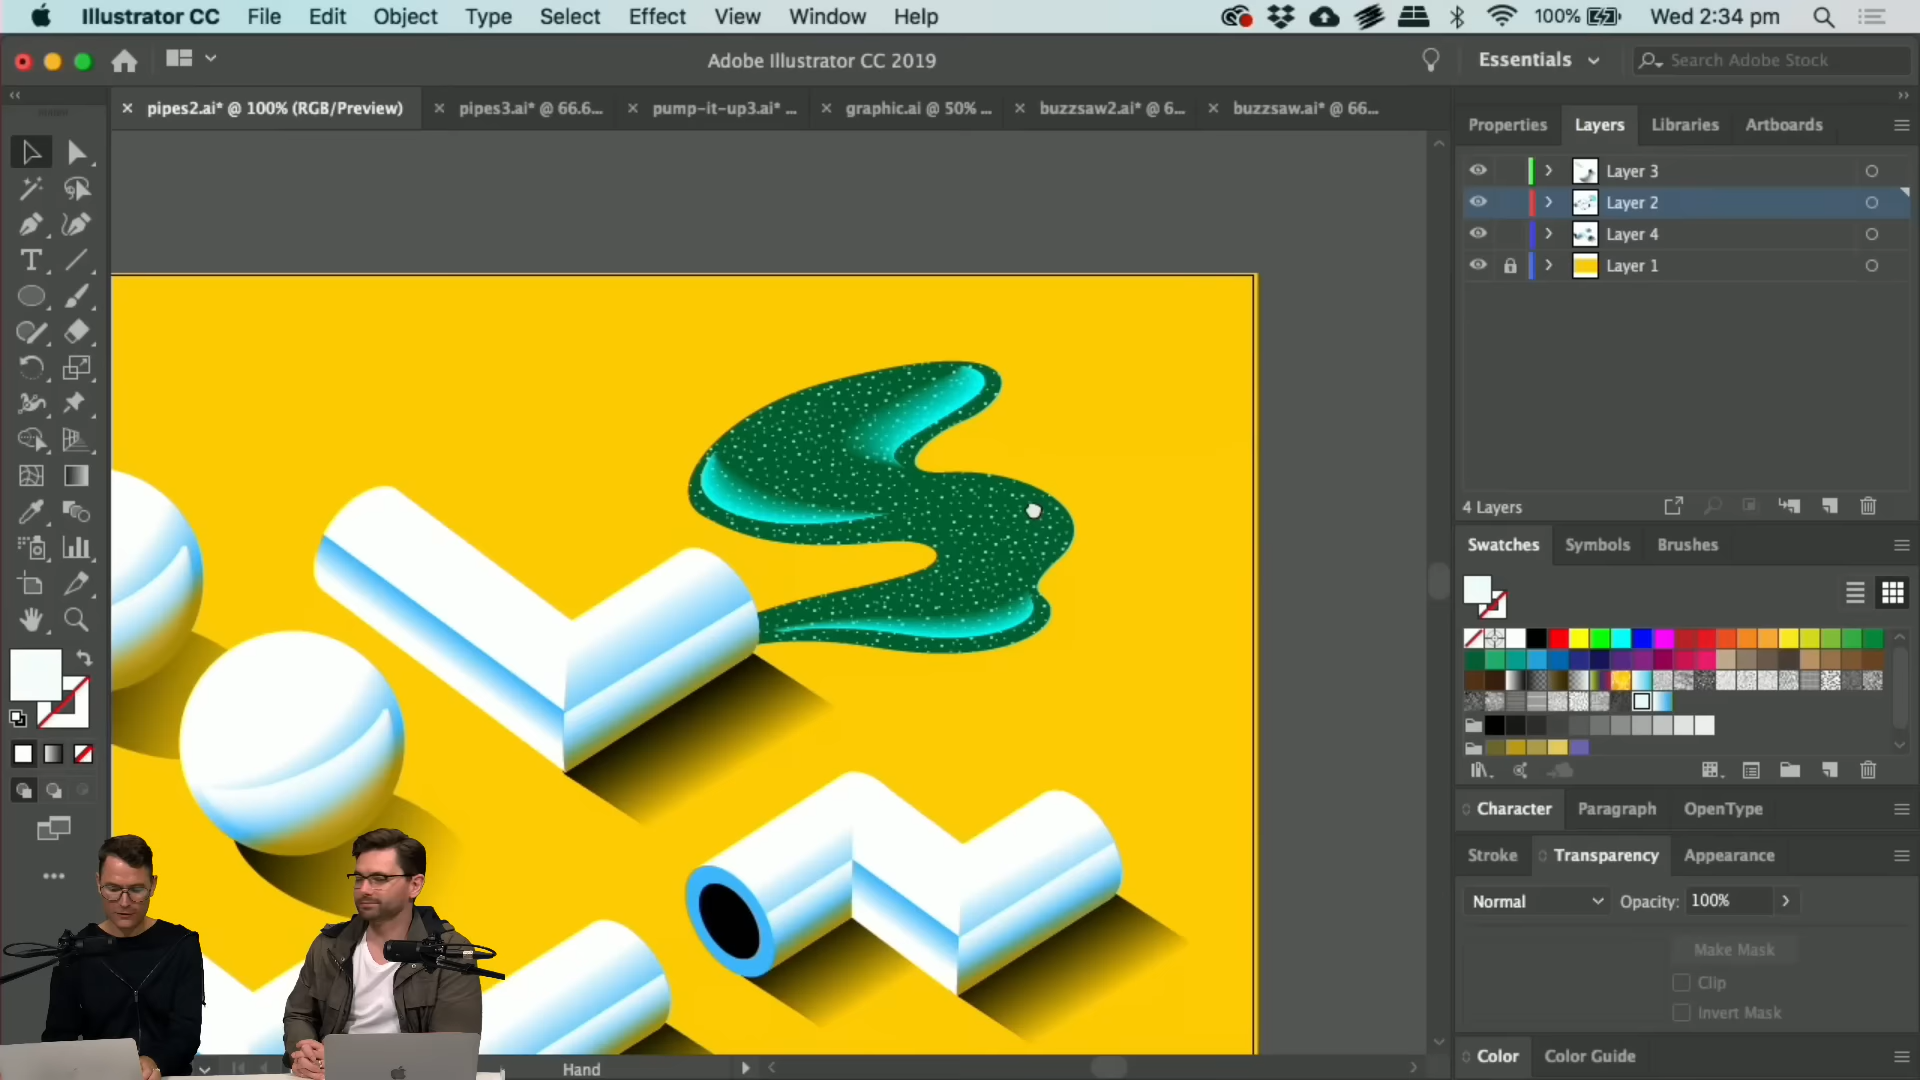 Illustrator CC File Edit Object Type Select Effect View Window Help 100% Wed 2:34 pm
Adobe Illustrator CC 2019 Essentials Search Adobe Stock
pipes2.ai* @ 100% (RGB/Preview) pipes3.ai* @ 66.6... pump-it-up3.ai* ... graphic.ai @ 50% ... buzzsaw2.ai* @ 6... buzzsaw.ai* @ 66...
Properties Layers Libraries Artboards
Layer 3
Layer 2
Layer 4
Layer 1
4 Layers
Swatches Symbols Brushes
Character Paragraph OpenType
Stroke Transparency Appearance
Normal Opacity: 100%
Make Mask
Clip
Invert Mask
Color Color Guide
Hand